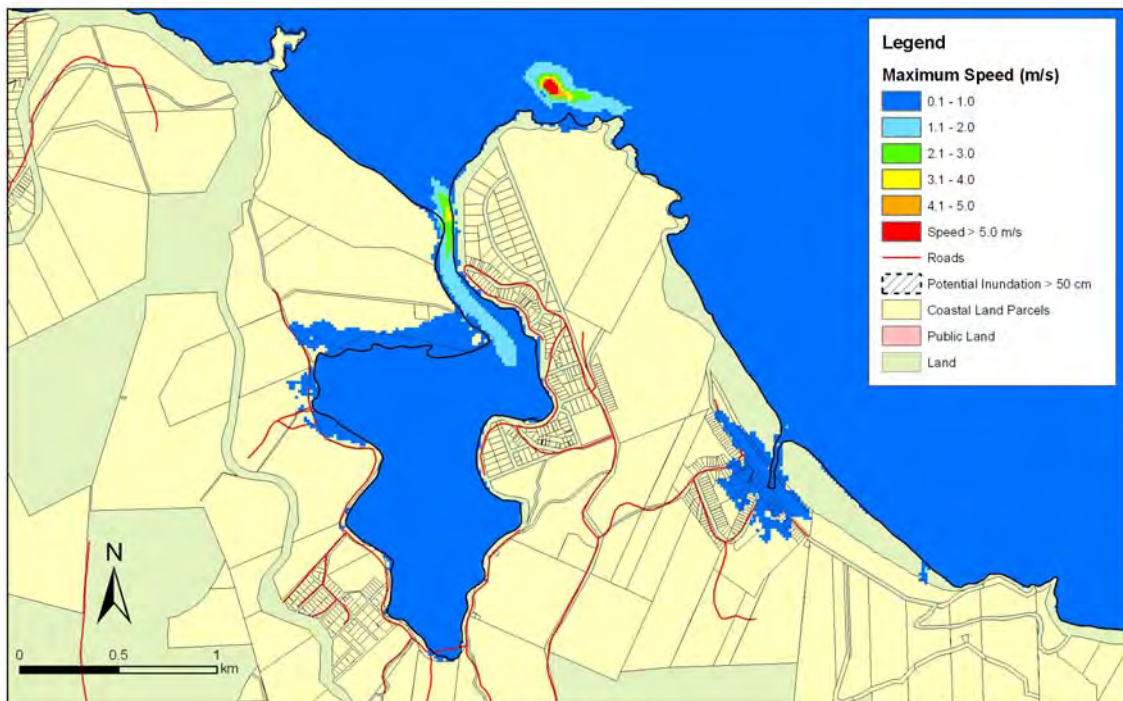 Legend
Maximum Speed (m/s)
0.1 - 1.0
1.1 - 2.0
2.1 - 3.0
3.1 - 4.0
4.1 - 5.0
Speed > 5.0 m/s
Roads
Potential Inundation > 50 cm
Coastal Land Parcels
Public Land
Land
N
0 0.5 1
km